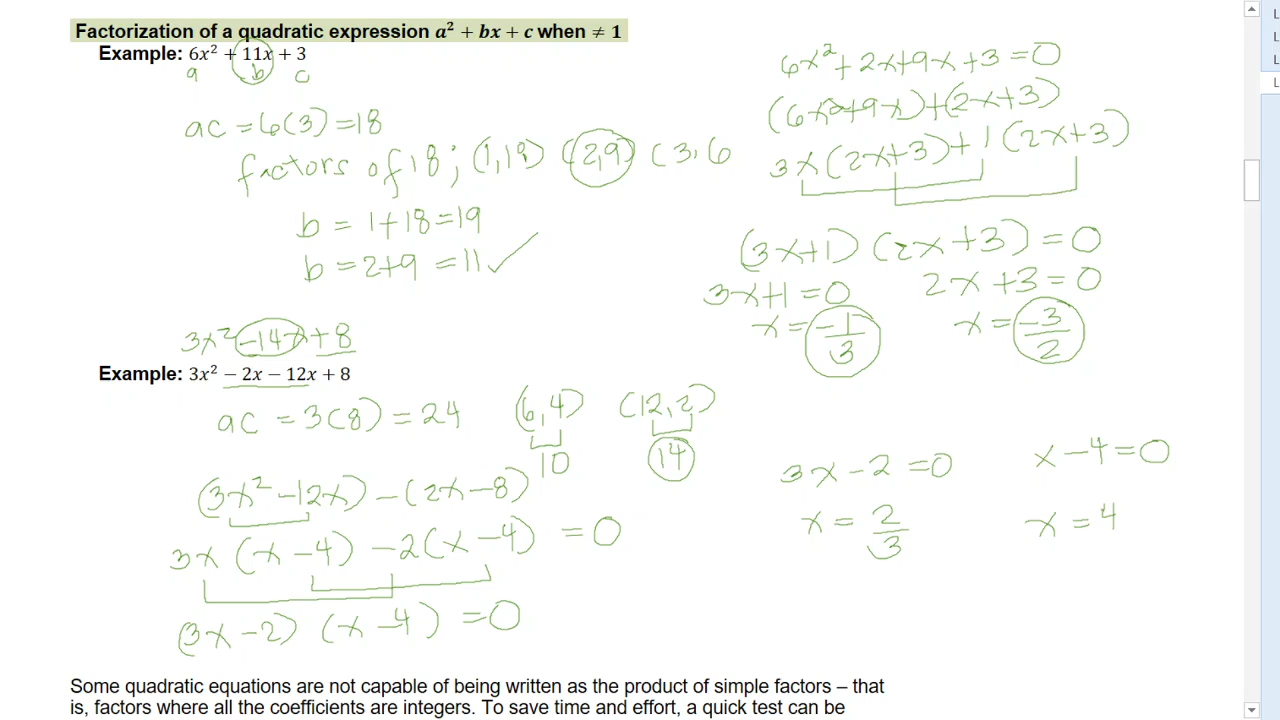 Factorization of a quadratic expression a² + bx + c when ≠ 1
Example: 6x² + 11x + 3
a b c
ac = 6(3) = 18
factors of 18 ; (1,18) (2,9) (3,6
b = 1+18 = 19
b = 2+9 = 11 ✓
6x² + 2x+9x+3 = 0
(6x²+9x)+(2x+3)
3x(2x+3)+1(2x+3)
(3x+1) (2x+3) = 0
3x+1 = 0 2x+3 = 0
x = -1/3 x = -3/2
3x² -14x+8
Example: 3x² − 2x − 12x + 8
ac = 3(8) = 24 (6,4) (12,2)
10 14
(3x² -12x) -(2x-8)
3x (x-4) -2(x-4) = 0
(3x-2) (x-4) = 0
3x-2 = 0 x-4 = 0
x = 2/3 x = 4
Some quadratic equations are not capable of being written as the product of simple factors – that
is, factors where all the coefficients are integers. To save time and effort, a quick test can be
L
L
L
L